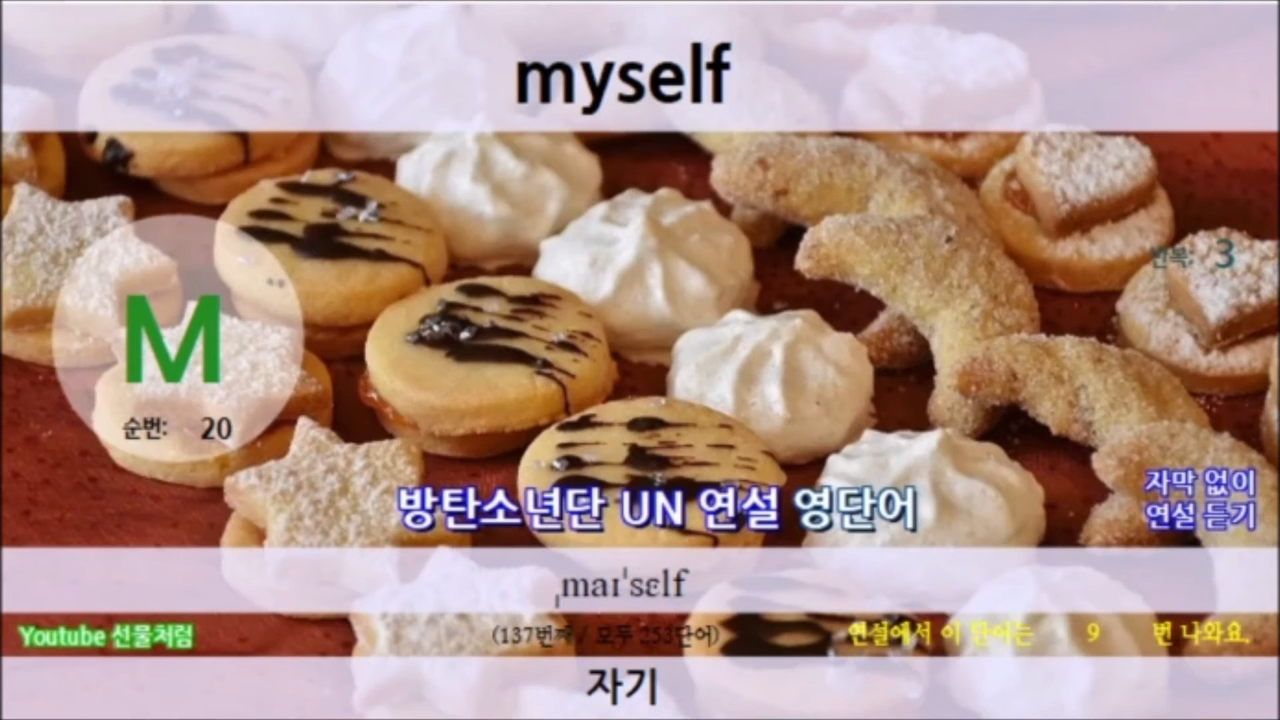 myself
반복: 3
M
순번: 20
자막 없이
연설 듣기
방탄소년단 UN 연설 영단어
ˌmaɪˈsɛlf
Youtube 선물처럼
(137번째 / 모두 253단어)
연설에서 이 단어는 9 번 나와요.
자기